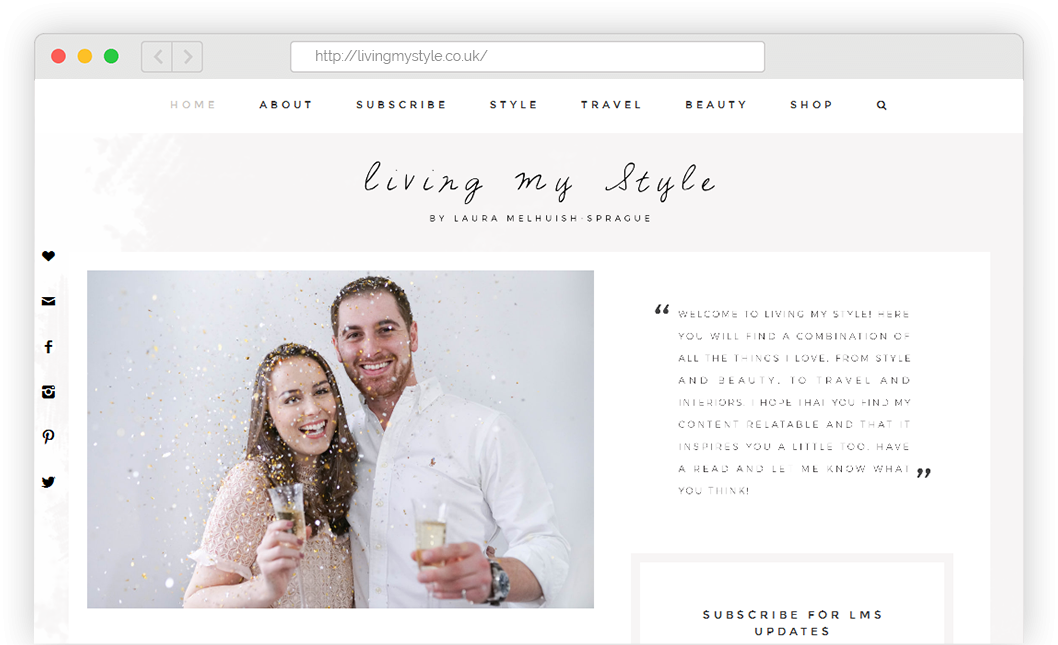 http://livingmystyle.co.uk/
HOME ABOUT SUBSCRIBE STYLE TRAVEL BEAUTY SHOP
living my Style
BY LAURA MELHUISH-SPRAGUE
“ WELCOME TO LIVING MY STYLE! HERE
YOU WILL FIND A COMBINATION OF
ALL THE THINGS I LOVE, FROM STYLE
AND BEAUTY, TO TRAVEL AND
INTERIORS. I HOPE THAT YOU FIND MY
CONTENT RELATABLE AND THAT IT
INSPIRES YOU A LITTLE TOO. HAVE
A READ AND LET ME KNOW WHAT
YOU THINK! ”
SUBSCRIBE FOR LMS
UPDATES